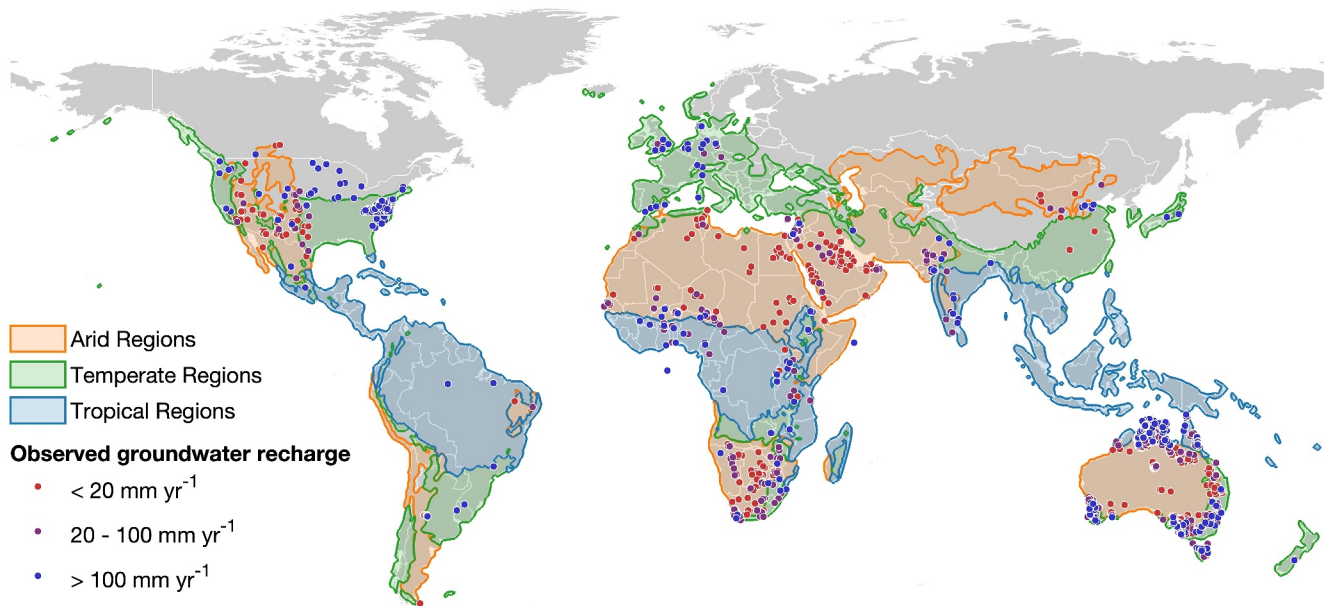 Arid Regions
Temperate Regions
Tropical Regions
Observed groundwater recharge
< 20 mm yr⁻¹
20 - 100 mm yr⁻¹
> 100 mm yr⁻¹